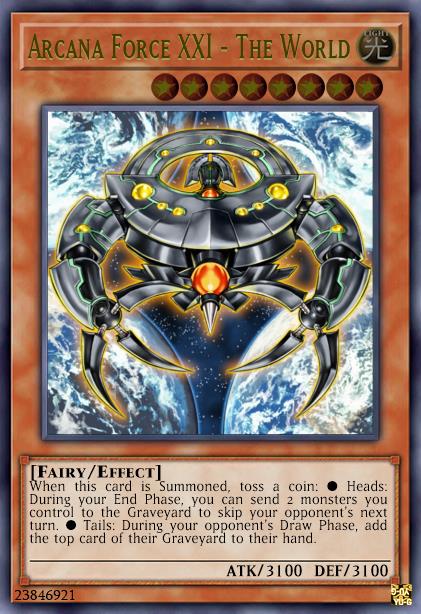 ARCANA FORCE XXI - THE WORLD
LIGHT
光
[FAIRY/EFFECT]
When this card is Summoned, toss a coin: ● Heads:
During your End Phase, you can send 2 monsters you
control to the Graveyard to skip your opponent's next
turn. ● Tails: During your opponent's Draw Phase, add
the top card of their Graveyard to their hand.
ATK/3100 DEF/3100
23846921